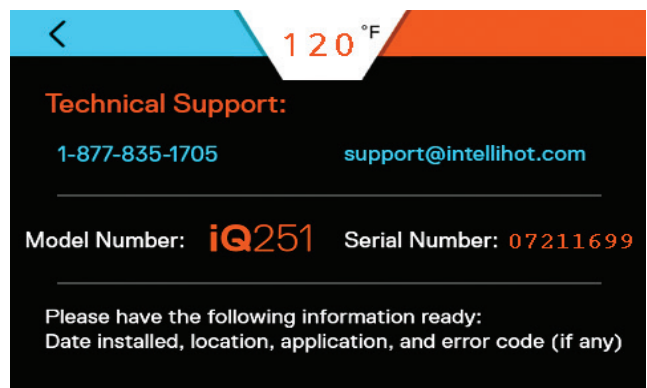 120 °F
Technical Support:
1-877-835-1705 support@intellihot.com
Model Number: iQ251 Serial Number: 07211699
Please have the following information ready:
Date installed, location, application, and error code (if any)